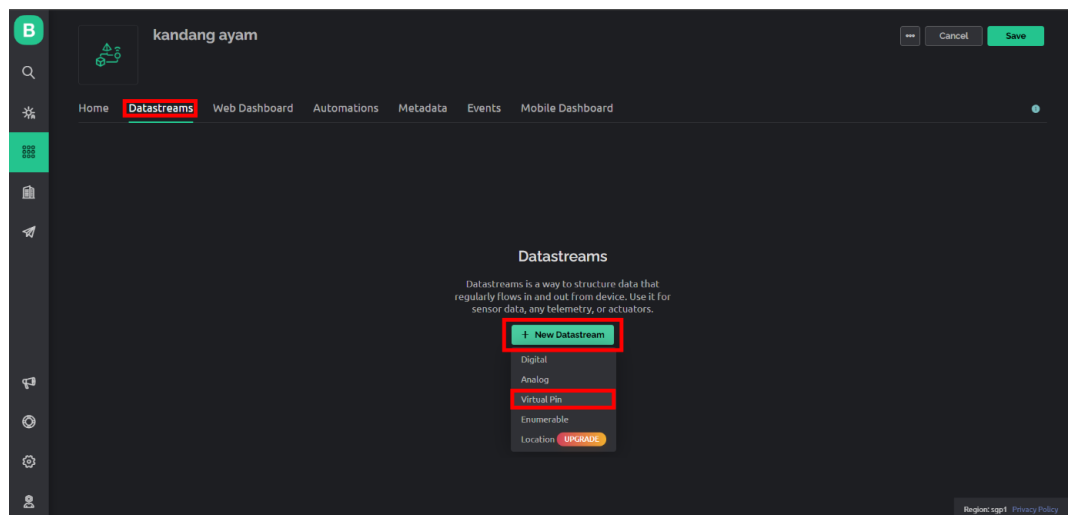 B
kandang ayam
Cancel
Save
Home Datastreams Web Dashboard Automations Metadata Events Mobile Dashboard
Datastreams
Datastreams is a way to structure data that
regularly flows in and out from device. Use it for
sensor data, any telemetry, or actuators.
+ New Datastream
Digital
Analog
Virtual Pin
Enumerable
Location UPGRADE
Region: sgp1 Privacy Policy